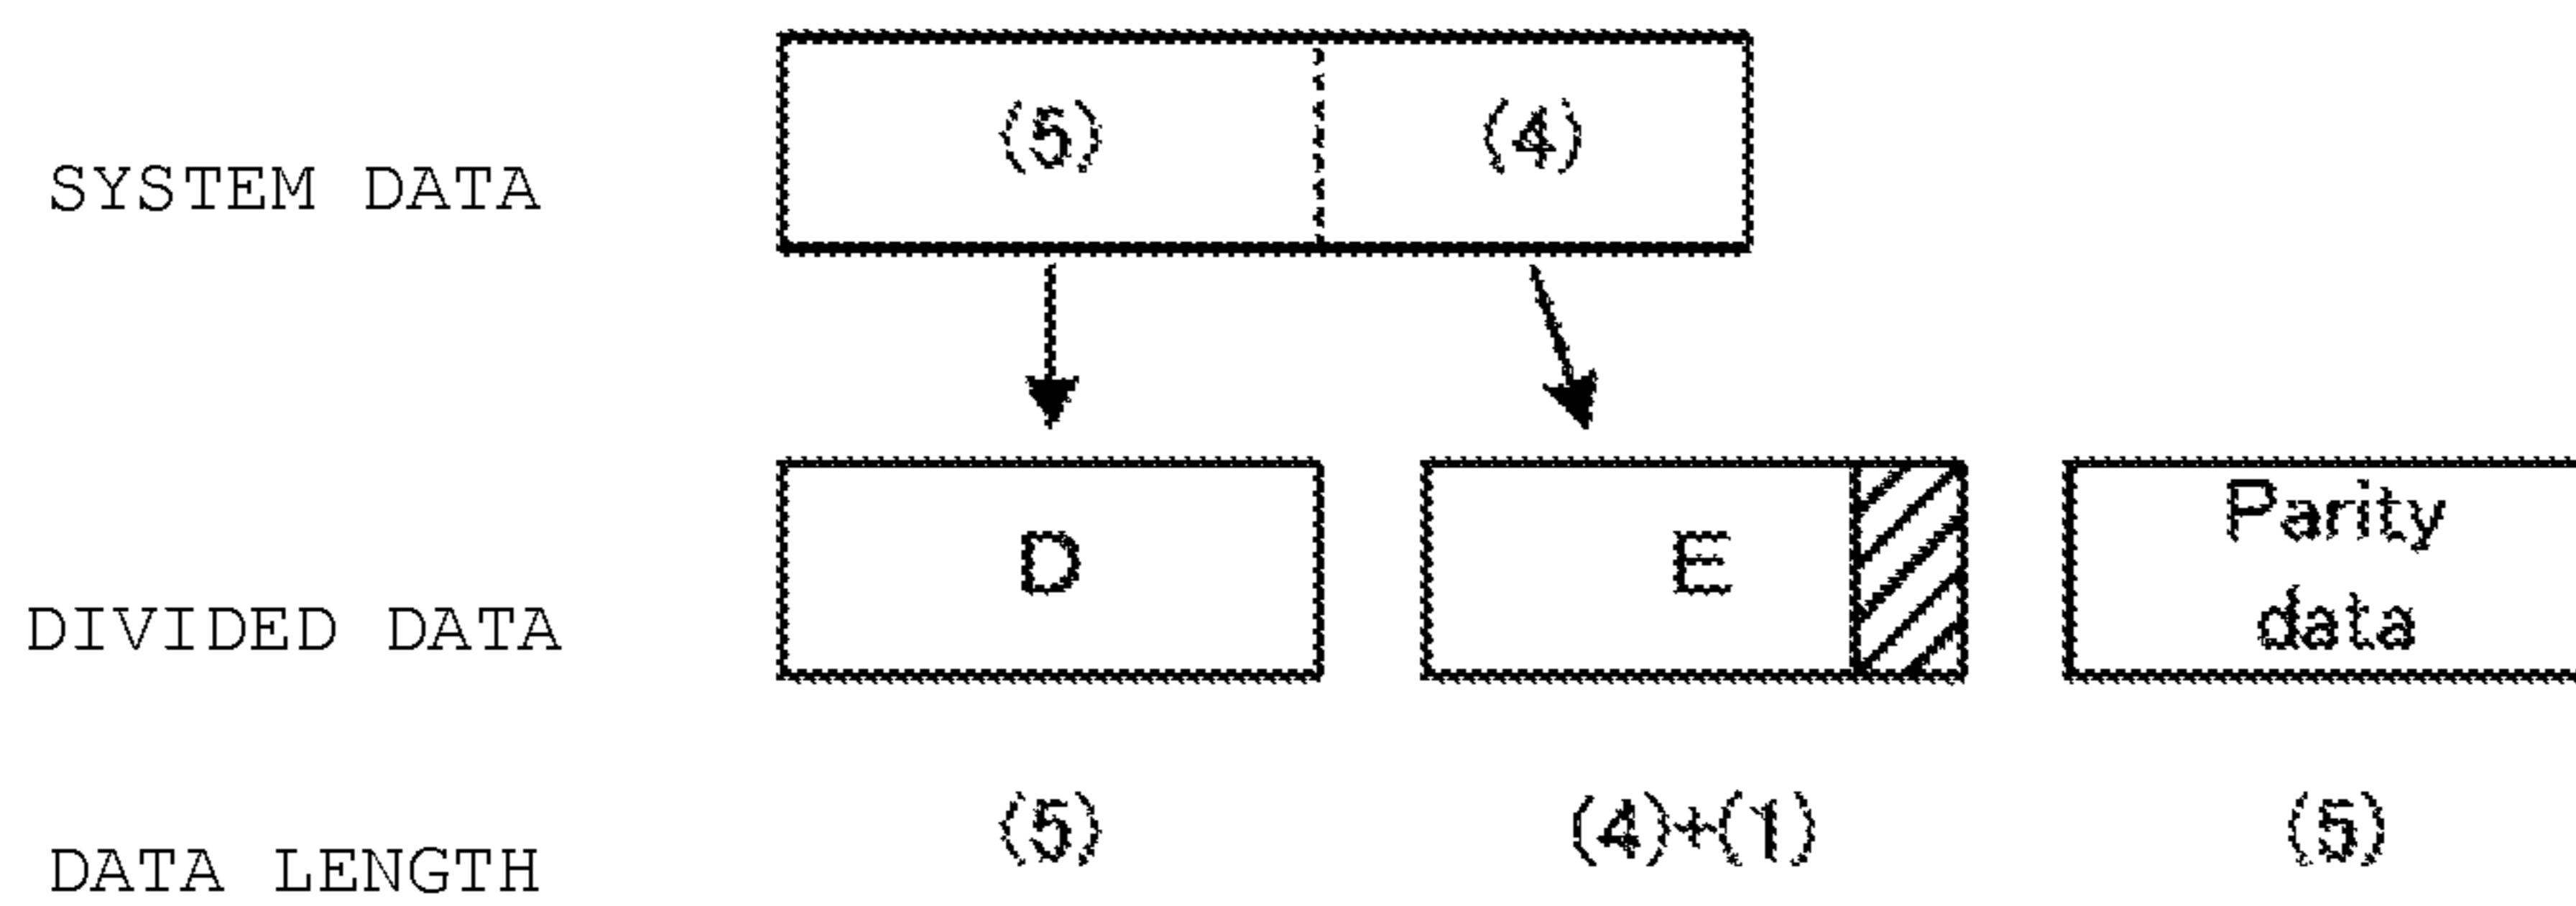 SYSTEM DATA
(5) (4)
DIVIDED DATA
D E Parity
data
DATA LENGTH
(5) (4)+(1) (5)